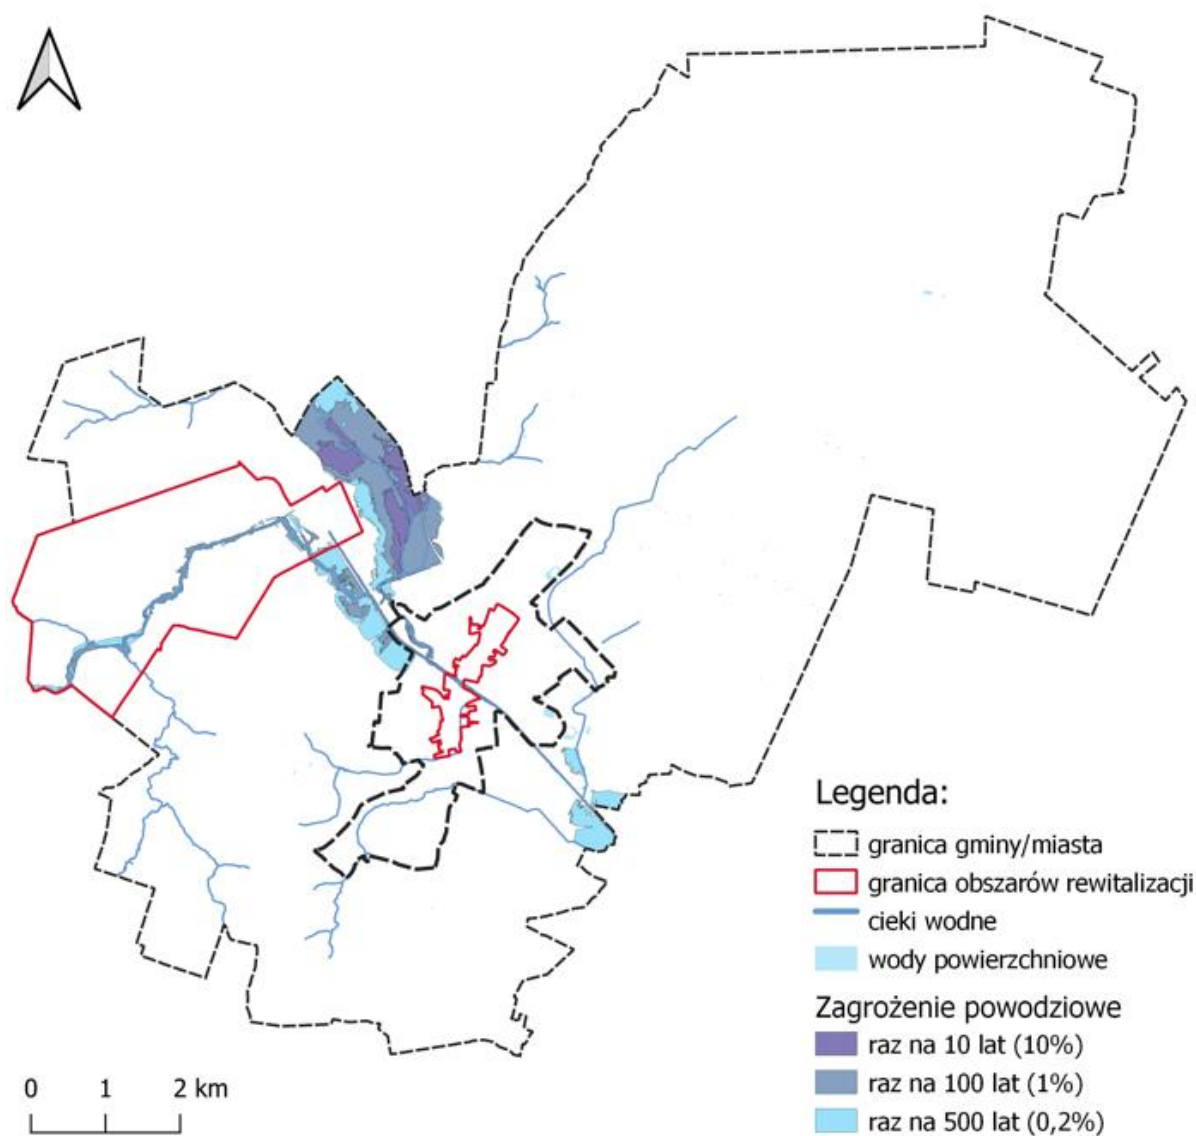 Legenda:
granica gminy/miasta
granica obszarów rewitalizacji
cieki wodne
wody powierzchniowe
Zagrożenie powodziowe
raz na 10 lat (10%)
raz na 100 lat (1%)
raz na 500 lat (0,2%)
0 1 2 km